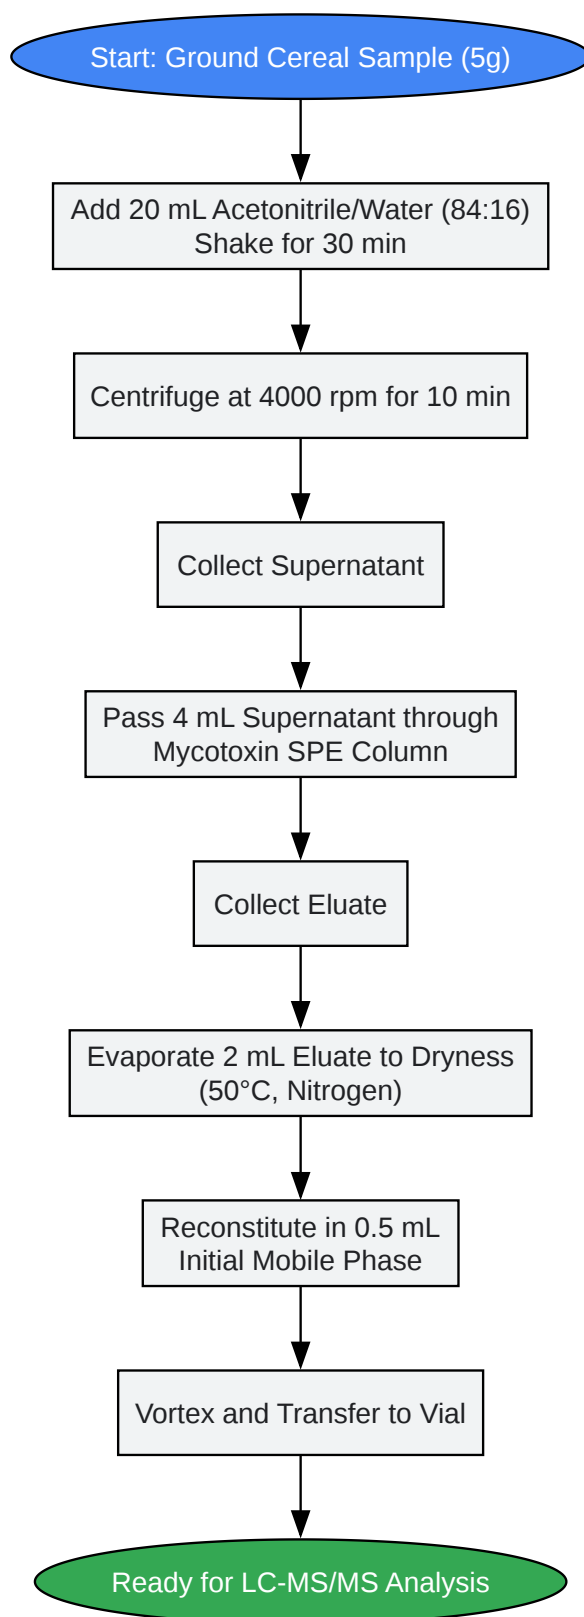 Start: Ground Cereal Sample (5g)
Add 20 mL Acetonitrile/Water (84:16)
Shake for 30 min
Centrifuge at 4000 rpm for 10 min
Collect Supernatant
Pass 4 mL Supernatant through
Mycotoxin SPE Column
Collect Eluate
Evaporate 2 mL Eluate to Dryness
(50°C, Nitrogen)
Reconstitute in 0.5 mL
Initial Mobile Phase
Vortex and Transfer to Vial
Ready for LC-MS/MS Analysis